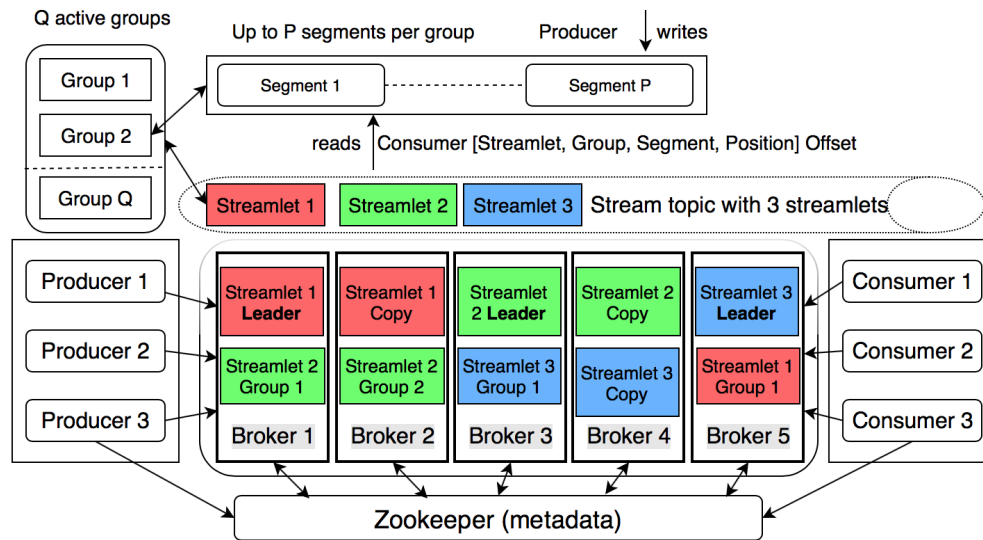 Q active groups
Group 1
Group 2
Group Q
Up to P segments per group
Producer
writes
Segment 1
Segment P
reads
Consumer [Streamlet, Group, Segment, Position] Offset
Streamlet 1
Streamlet 2
Streamlet 3
Stream topic with 3 streamlets
Producer 1
Producer 2
Producer 3
Streamlet 1
Leader
Streamlet 2
Group 1
Broker 1
Streamlet 1
Copy
Streamlet 2
Group 2
Broker 2
Streamlet
2 Leader
Streamlet 3
Group 1
Broker 3
Streamlet 2
Copy
Streamlet 3
Copy
Broker 4
Streamlet 3
Leader
Streamlet 1
Group 1
Broker 5
Consumer 1
Consumer 2
Consumer 3
Zookeeper (metadata)